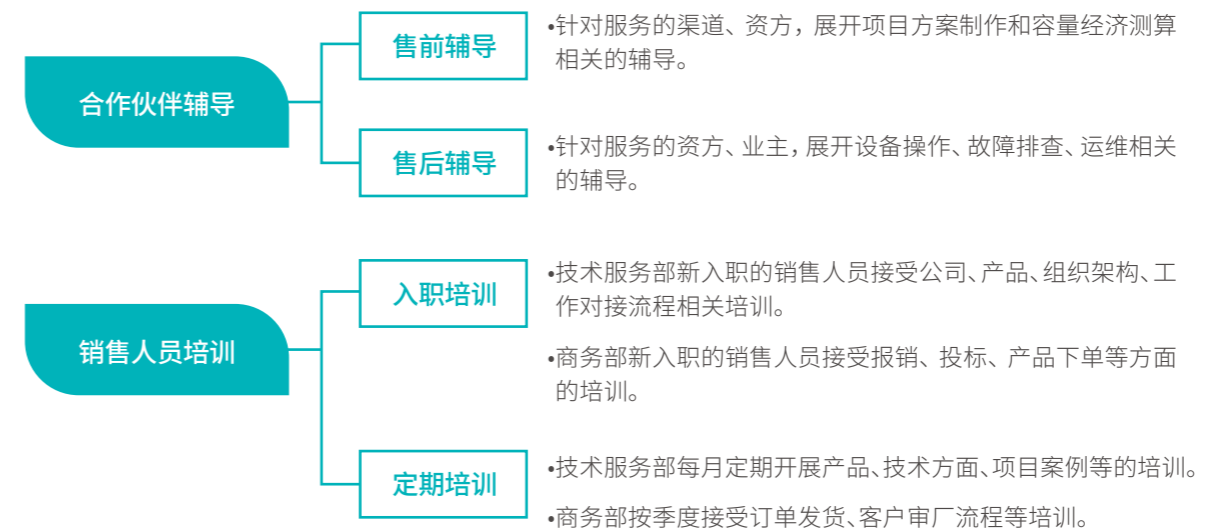 合作伙伴辅导
售前辅导
•针对服务的渠道、资方，展开项目方案制作和容量经济测算
相关的辅导。
售后辅导
•针对服务的资方、业主，展开设备操作、故障排查、运维相关
的辅导。
销售人员培训
入职培训
•技术服务部新入职的销售人员接受公司、产品、组织架构、工
作对接流程相关培训。
•商务部新入职的销售人员接受报销、投标、产品下单等方面
的培训。
定期培训
•技术服务部每月定期开展产品、技术方面、项目案例等的培训。
•商务部按季度接受订单发货、客户审厂流程等培训。